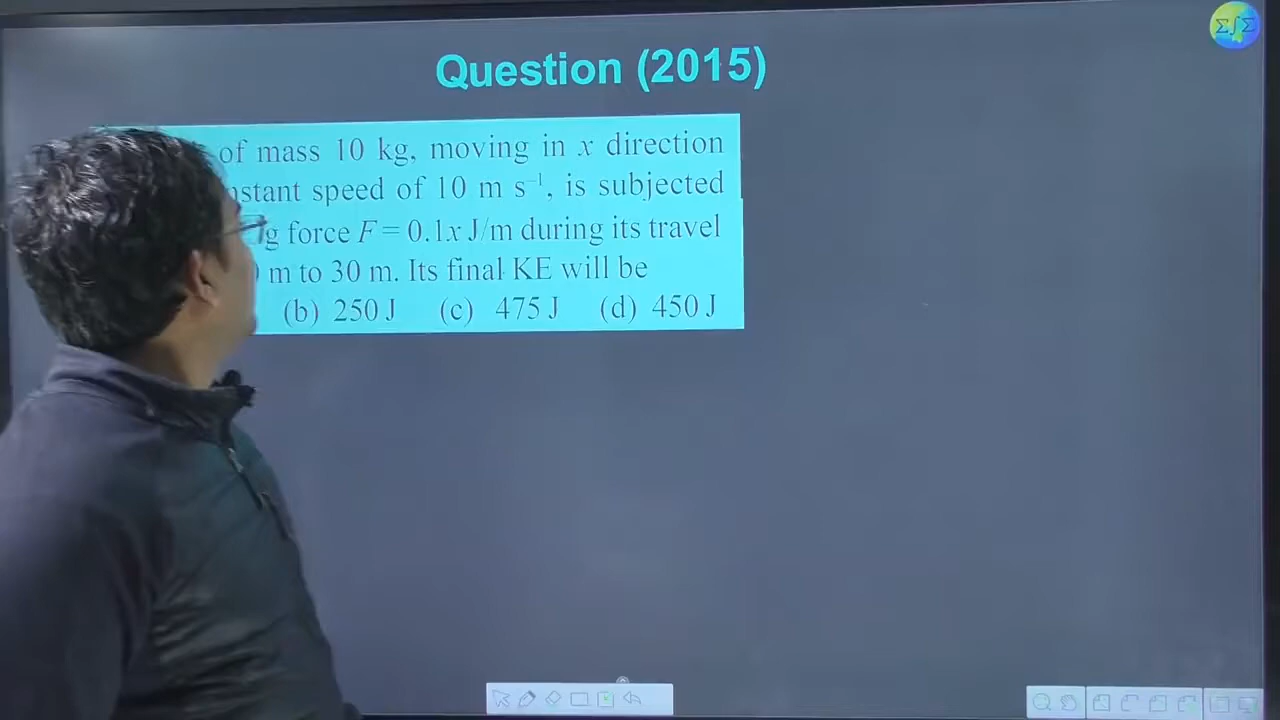 Question (2015)
ΣʃΣ
of mass 10 kg, moving in x direction
nstant speed of 10 m s⁻¹, is subjected
g force F = 0.1x J/m during its travel
m to 30 m. Its final KE will be
(b) 250 J (c) 475 J (d) 450 J